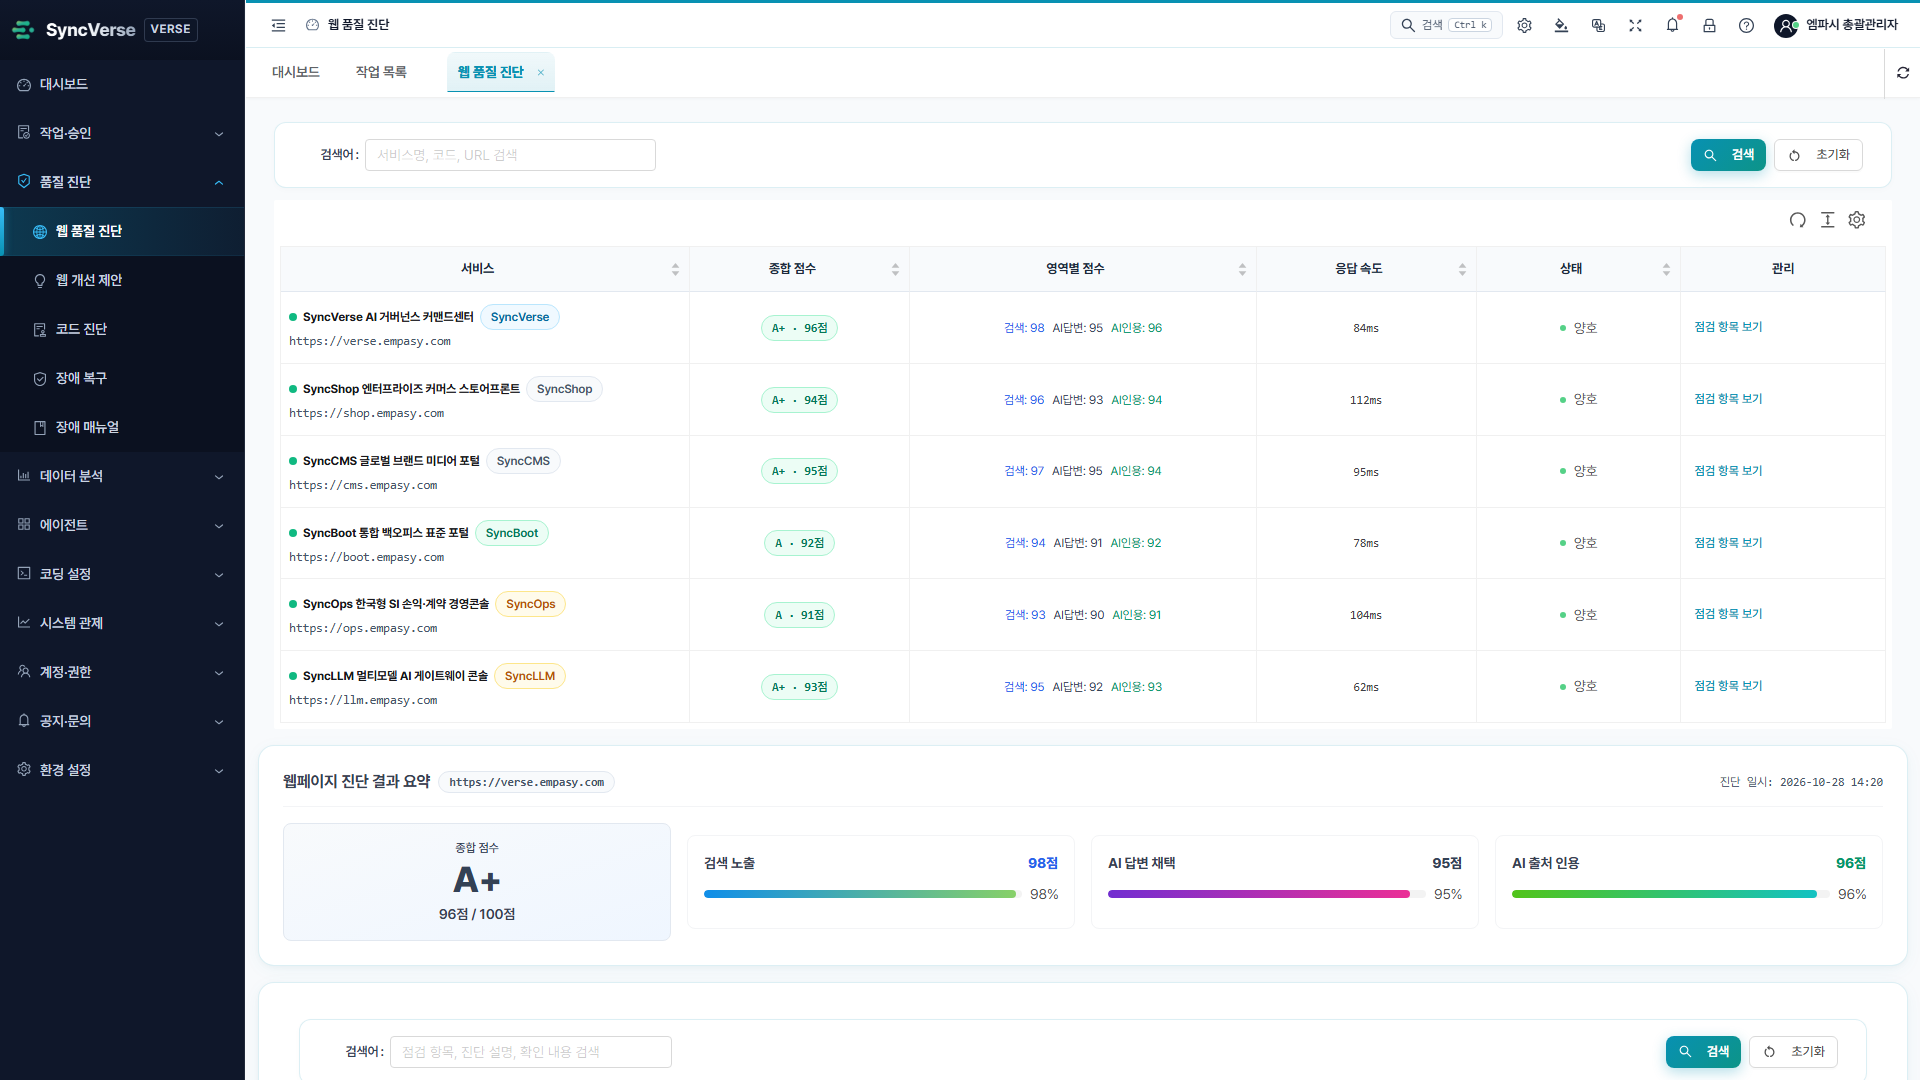 SyncVerse VERSE
대시보드
작업·승인
품질 진단
웹 품질 진단
웹 개선 제안
코드 진단
장애 복구
장애 매뉴얼
데이터 분석
에이전트
코딩 설정
시스템 관제
계정·권한
공지·문의
환경 설정
웹 품질 진단
검색 Ctrl k
엠파시 총괄관리자
대시보드 작업 목록 웹 품질 진단 ×
검색어 : 서비스명, 코드, URL 검색 검색 초기화
서비스 종합 점수 영역별 점수 응답 속도 상태 관리
SyncVerse AI 거버넌스 커맨드센터 SyncVerse
https://verse.empasy.com
A+ · 96점 검색: 98 AI답변: 95 AI인용: 96 84ms 양호 점검 항목 보기
SyncShop 엔터프라이즈 커머스 스토어프론트 SyncShop
https://shop.empasy.com
A+ · 94점 검색: 96 AI답변: 93 AI인용: 94 112ms 양호 점검 항목 보기
SyncCMS 글로벌 브랜드 미디어 포털 SyncCMS
https://cms.empasy.com
A+ · 95점 검색: 97 AI답변: 95 AI인용: 94 95ms 양호 점검 항목 보기
SyncBoot 통합 백오피스 표준 포털 SyncBoot
https://boot.empasy.com
A · 92점 검색: 94 AI답변: 91 AI인용: 92 78ms 양호 점검 항목 보기
SyncOps 한국형 SI 손익·계약 경영콘솔 SyncOps
https://ops.empasy.com
A · 91점 검색: 93 AI답변: 90 AI인용: 91 104ms 양호 점검 항목 보기
SyncLLM 멀티모델 AI 게이트웨이 콘솔 SyncLLM
https://llm.empasy.com
A+ · 93점 검색: 95 AI답변: 92 AI인용: 93 62ms 양호 점검 항목 보기
웹페이지 진단 결과 요약 https://verse.empasy.com 진단 일시: 2026-10-28 14:20
종합 점수
A+
96점 / 100점
검색 노출 98점
98%
AI 답변 채택 95점
95%
AI 출처 인용 96점
96%
검색어 : 점검 항목, 진단 설명, 확인 내용 검색 검색 초기화